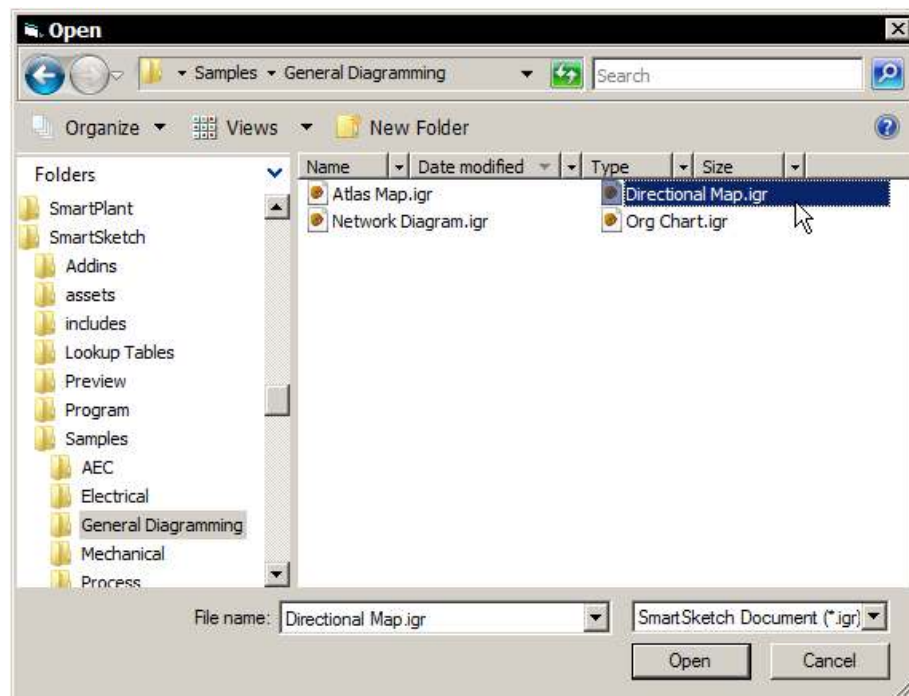 Open
Samples General Diagramming Search
Organize Views New Folder
Folders
Name Date modified Type Size
SmartPlant
SmartSketch
Addins
assets
includes
Lookup Tables
Preview
Program
Samples
AEC
Electrical
General Diagramming
Mechanical
Process
Atlas Map.igr Directional Map.igr
Network Diagram.igr Org Chart.igr
File name: Directional Map.igr SmartSketch Document (*.igr)
Open Cancel